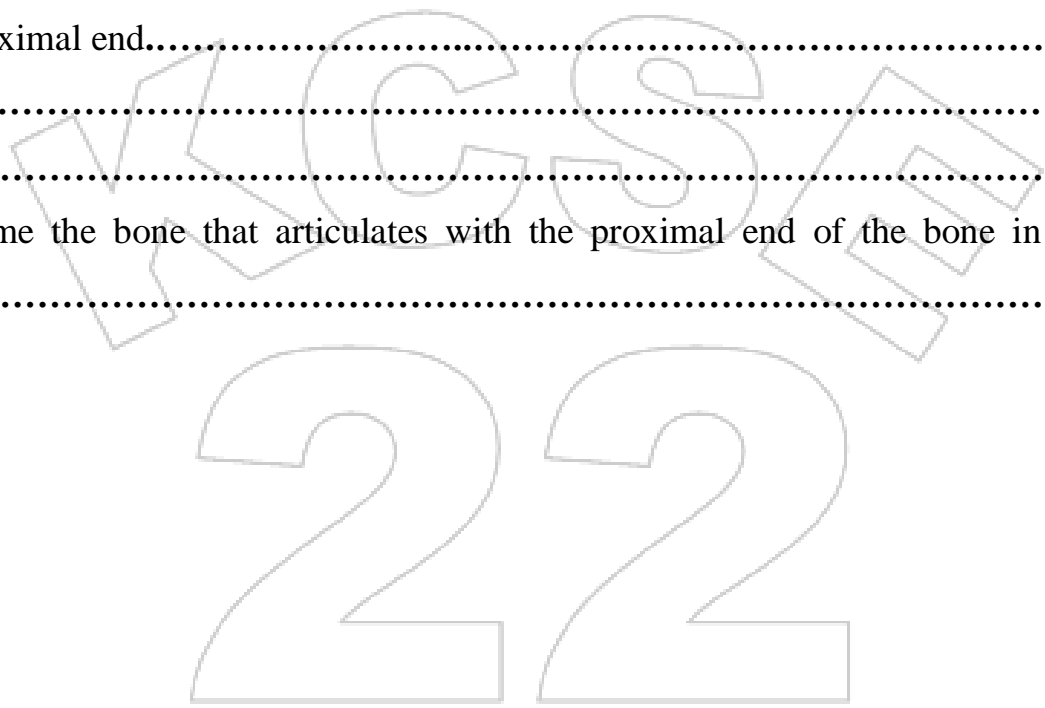 ximal end.......................................................................
..................................................................................
..................................................................................
me the bone that articulates with the proximal end of the bone in
..................................................................................
KCSE
22